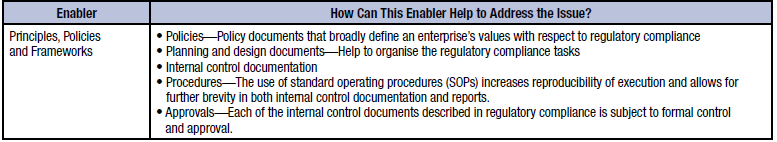 Enabler How Can This Enabler Help to Address the Issue?
Principles, Policies
and Frameworks
• Policies—Policy documents that broadly define an enterprise's values with respect to regulatory compliance
• Planning and design documents—Help to organise the regulatory compliance tasks
• Internal control documentation
• Procedures—The use of standard operating procedures (SOPs) increases reproducibility of execution and allows for
further brevity in both internal control documentation and reports.
• Approvals—Each of the internal control documents described in regulatory compliance is subject to formal control
and approval.